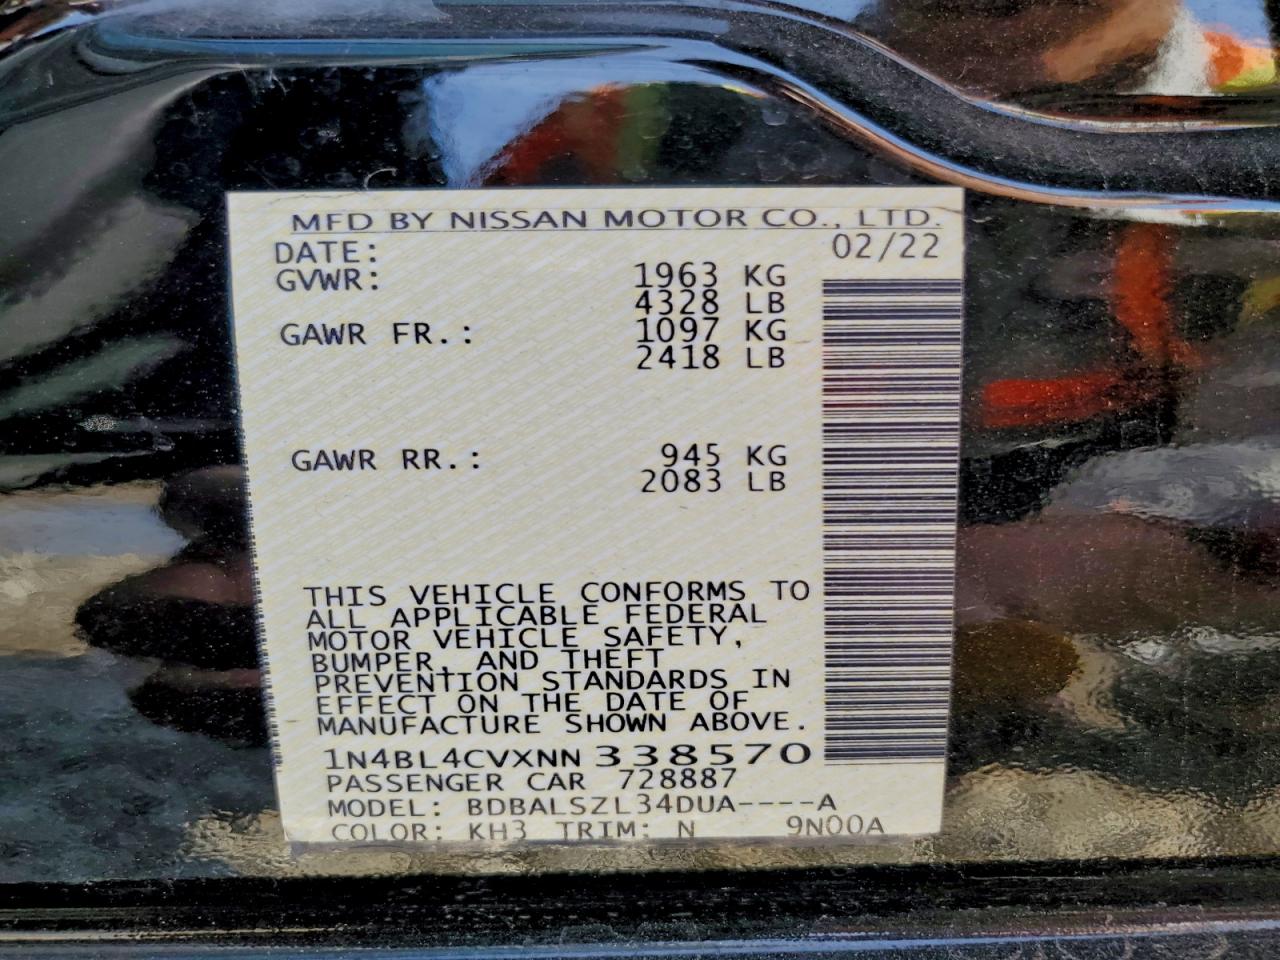 MFD BY NISSAN MOTOR CO., LTD.
DATE: 02/22
GVWR: 1963 KG
4328 LB
GAWR FR.: 1097 KG
2418 LB
GAWR RR.: 945 KG
2083 LB
THIS VEHICLE CONFORMS TO
ALL APPLICABLE FEDERAL
MOTOR VEHICLE SAFETY,
BUMPER, AND THEFT
PREVENTION STANDARDS IN
EFFECT ON THE DATE OF
MANUFACTURE SHOWN ABOVE.
1N4BL4CVXNN338570
PASSENGER CAR 728887
MODEL: BDBALSZL34DUA----A
COLOR: KH3 TRIM: N 9N00A